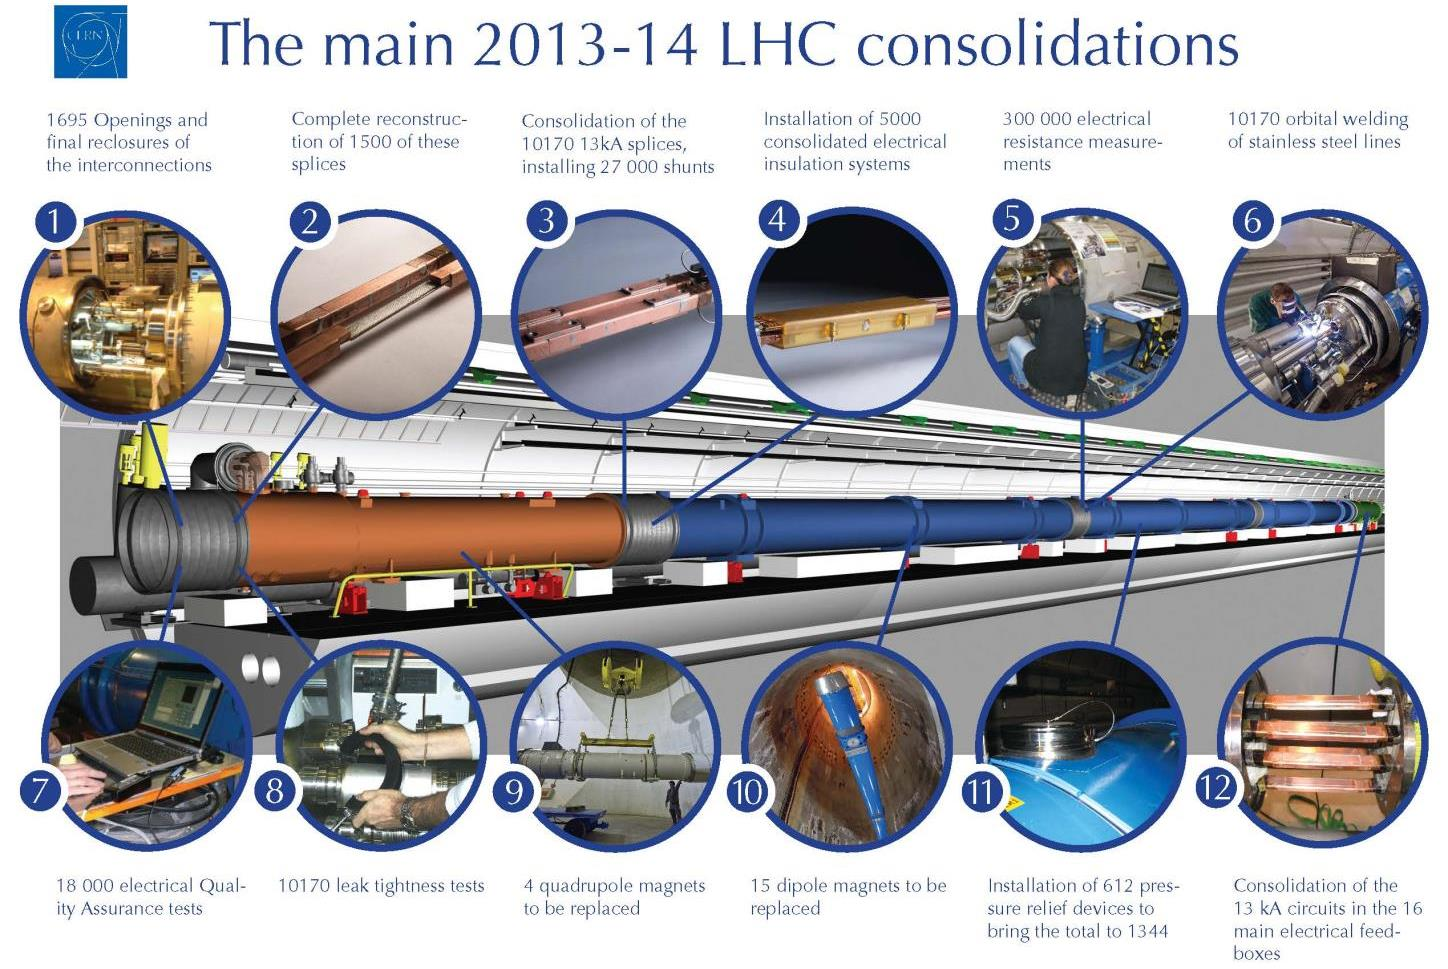 CERN
The main 2013-14 LHC consolidations
1695 Openings and
final reclosures of
the interconnections
Complete reconstruc-
tion of 1500 of these
splices
Consolidation of the
10170 13kA splices,
installing 27 000 shunts
Installation of 5000
consolidated electrical
insulation systems
300 000 electrical
resistance measure-
ments
10170 orbital welding
of stainless steel lines
1
2
3
4
5
6
7
8
9
10
11
12
18 000 electrical Qual-
ity Assurance tests
10170 leak tightness tests
4 quadrupole magnets
to be replaced
15 dipole magnets to be
replaced
Installation of 612 pres-
sure relief devices to
bring the total to 1344
Consolidation of the
13 kA circuits in the 16
main electrical feed-
boxes